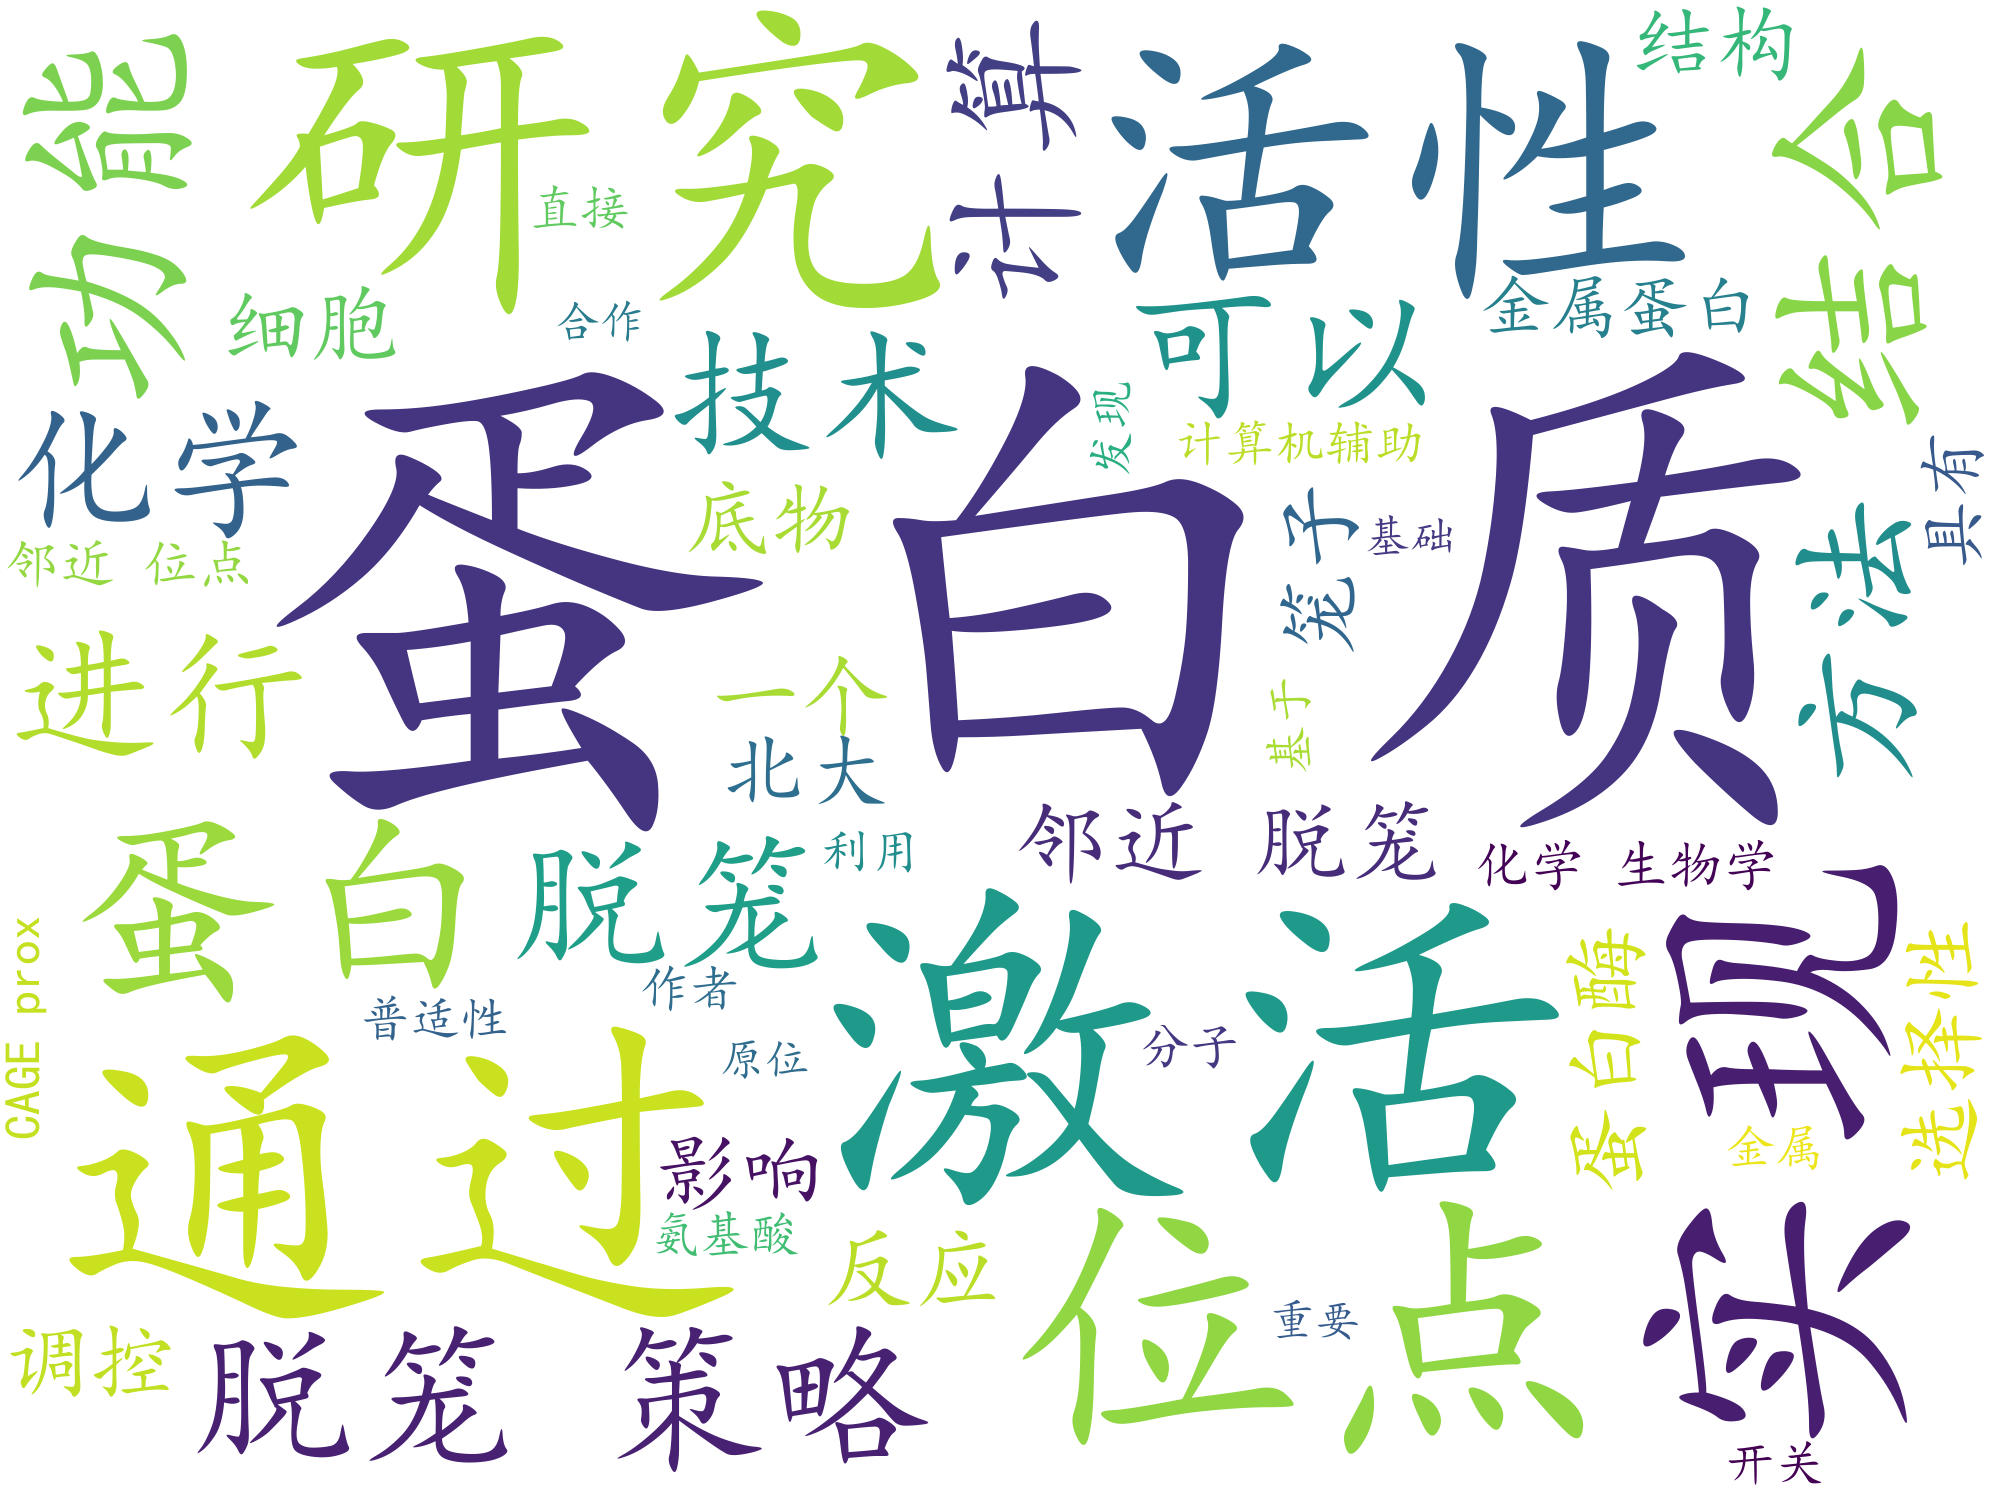 功能
研究
计算
活性
结构
结合
直接
细胞
合作
技术
可以
金属蛋白
化学
蛋白质
发现
计算机辅助
底物
笼子
基础
具有
方法
邻近 位点
进行
一个
北大
基于
蛋白
脱笼
利用
邻近 脱笼
化学 生物学
实现
CAGE prox
普适性
作者
原位
激活
分子
蛋白酶
选择性
金属
通过
影响
氨基酸
反应
位点
重要
调控
脱笼 策略
开关